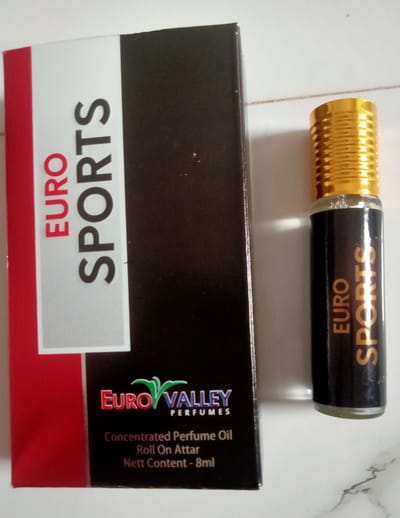 EURO
SPORTS
EURO VALLEY
PERFUMES
Concentrated Perfume Oil
Roll On Attar
Nett Content - 8ml
EURO
SPORTS